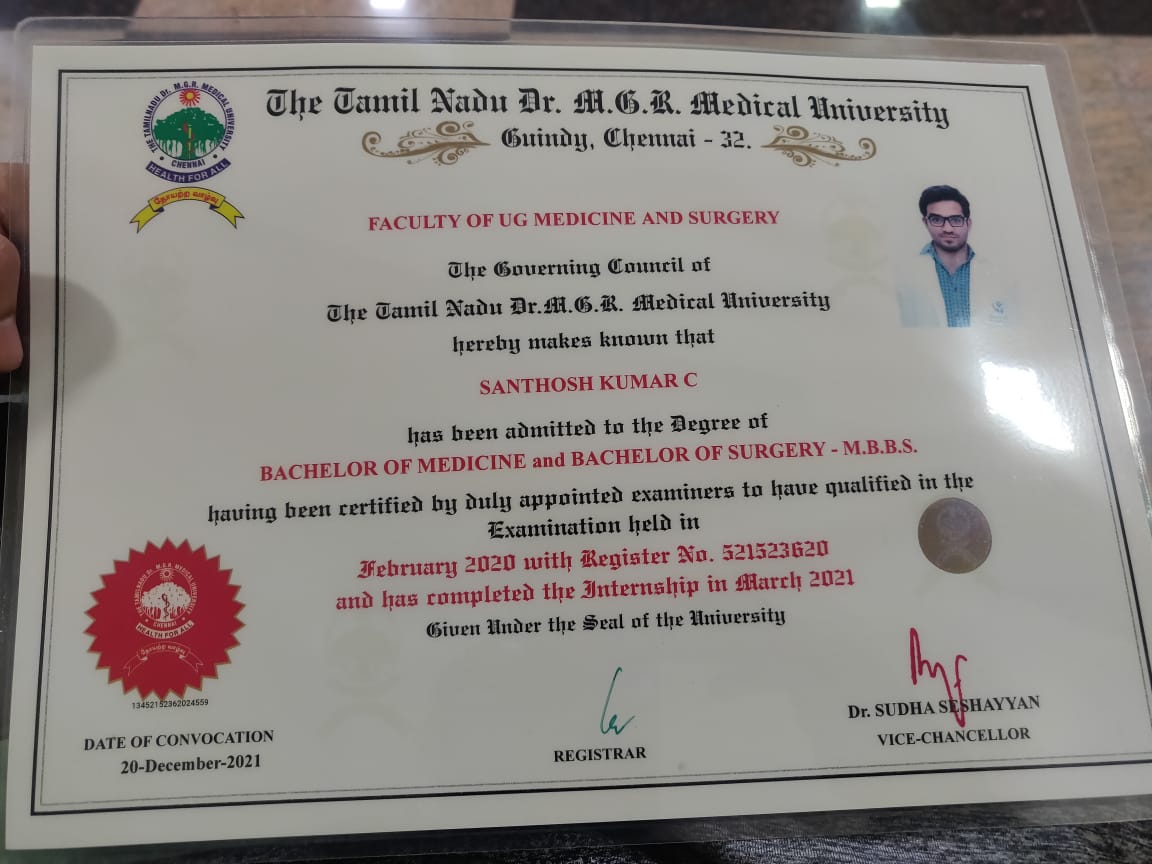 The Tamil Nadu Dr. M.G.R. Medical University
Guindy, Chennai - 32.
THE TAMILNADU Dr. M.G.R. MEDICAL UNIVERSITY
CHENNAI
HEALTH FOR ALL
நோயற்ற வாழ்வு
FACULTY OF UG MEDICINE AND SURGERY
The Governing Council of
The Tamil Nadu Dr.M.G.R. Medical University
hereby makes known that
SANTHOSH KUMAR C
has been admitted to the Degree of
BACHELOR OF MEDICINE and BACHELOR OF SURGERY - M.B.B.S.
having been certified by duly appointed examiners to have qualified in the
Examination held in
February 2020 with Register No. 521523620
and has completed the Internship in March 2021
Given Under the Seal of the University
THE TAMILNADU Dr. M.G.R. MEDICAL UNIVERSITY
CHENNAI
HEALTH FOR ALL
நோயற்ற வாழ்வு
13452152362024559
DATE OF CONVOCATION
20-December-2021
REGISTRAR
Dr. SUDHA SESHAYYAN
VICE-CHANCELLOR